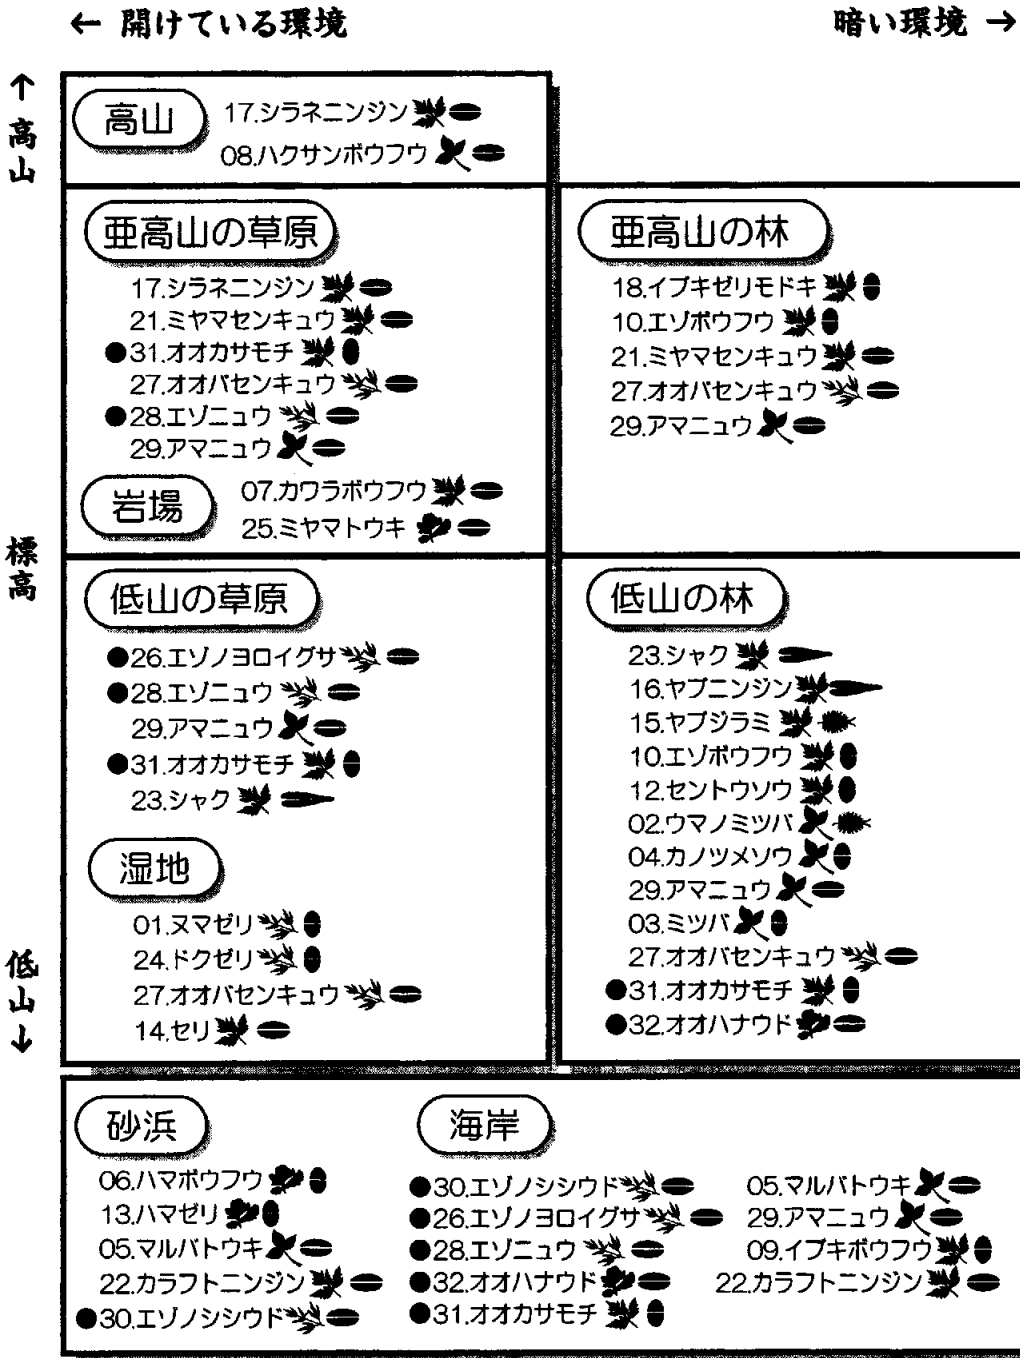 ← 開けている環境
暗い環境 →
↑高山
標高
低山↓
高山
17.シラネニンジン
08.ハクサンボウフウ
亜高山の草原
17.シラネニンジン
21.ミヤマセンキュウ
●31.オオカサモチ
27.オオバセンキュウ
●28.エゾニュウ
29.アマニュウ
岩場
07.カワラボウフウ
25.ミヤマトウキ
亜高山の林
18.イブキゼリモドキ
10.エゾボウフウ
21.ミヤマセンキュウ
27.オオバセンキュウ
29.アマニュウ
低山の草原
●26.エゾノヨロイグサ
●28.エゾニュウ
29.アマニュウ
●31.オオカサモチ
23.シャク
湿地
01.ヌマゼリ
24.ドクゼリ
27.オオバセンキュウ
14.セリ
低山の林
23.シャク
16.ヤブニンジン
15.ヤブジラミ
10.エゾボウフウ
12.セントウソウ
02.ウマノミツバ
04.カノツメソウ
29.アマニュウ
03.ミツバ
27.オオバセンキュウ
●31.オオカサモチ
●32.オオハナウド
砂浜
06.ハマボウフウ
13.ハマゼリ
05.マルバトウキ
22.カラフトニンジン
●30.エゾノシシウド
海岸
●30.エゾノシシウド
●26.エゾノヨロイグサ
●28.エゾニュウ
●32.オオハナウド
●31.オオカサモチ
05.マルバトウキ
29.アマニュウ
09.イブキボウフウ
22.カラフトニンジン